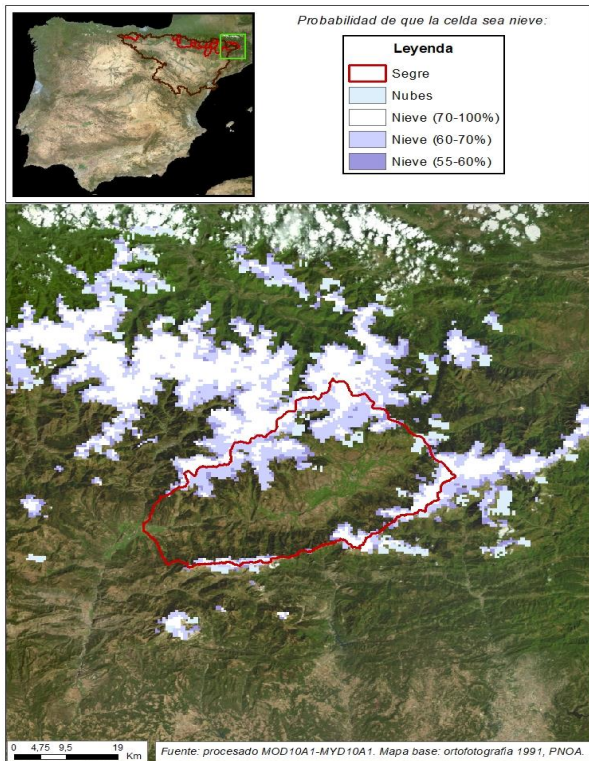 Probabilidad de que la celda sea nieve:
Leyenda
Segre
Nubes
Nieve (70-100%)
Nieve (60-70%)
Nieve (55-60%)
0 4,75 9,5 19
Km
Fuente: procesado MOD10A1-MYD10A1. Mapa base: ortofotografía 1991, PNOA.